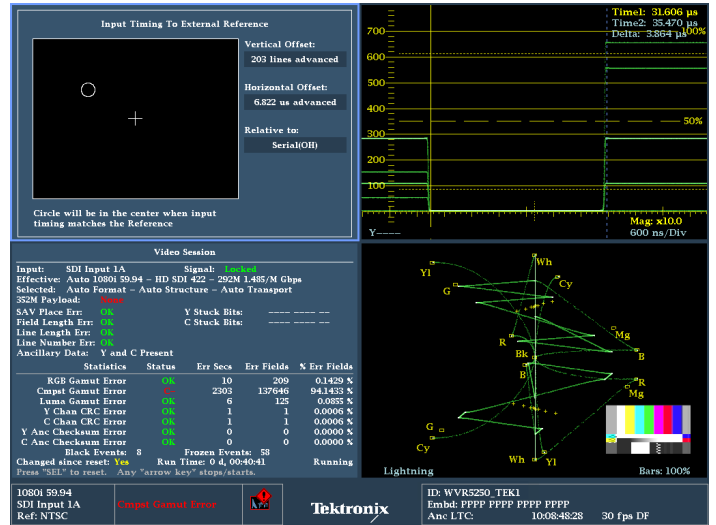 Input Timing To External Reference
Vertical Offset:
203 lines advanced
Horizontal Offset:
6.822 us advanced
Relative to:
Serial(OH)
Circle will be in the center when input
timing matches the Reference
Time1: 31.606 µs
Time2: 35.470 µs
Delta: 3.864 µs
100%
700
600
500
400
50%
300
200
100
Mag: x10.0
Y----
600 ns/Div
Video Session
Input: SDI Input 1A Signal: Locked
Effective: Auto 1080i 59.94 - HD SDI 422 - 292M 1.485/M Gbps
Selected: Auto Format - Auto Structure - Auto Transport
352M Payload: None
SAV Place Err: OK Y Stuck Bits: ---- ---- --
Field Length Err: OK C Stuck Bits: ---- ---- --
Line Length Err: OK
Line Number Err: OK
Ancillary Data: Y and C Present
Statistics Status Err Secs Err Fields % Err Fields
RGB Gamut Error OK 10 209 0.1429 %
Cmpst Gamut Error 2303 137646 94.1433 %
Luma Gamut Error OK 6 125 0.0855 %
Y Chan CRC Error OK 1 1 0.0006 %
C Chan CRC Error OK 1 1 0.0006 %
Y Anc Checksum Error OK 0 0 0.0000 %
C Anc Checksum Error OK 0 0 0.0000 %
Black Events: 8 Frozen Events: 58
Changed since reset: Yes Run Time: 0 d, 00:40:41 Running
Press "SEL" to reset. Any "arrow key" stops/starts.
Yl
Wh
G
Cy
Mg
R
Bk
B
B
R
Mg
G
Cy
Wh
Yl
Lightning
Bars: 100%
1080i 59.94
SDI Input 1A
Ref: NTSC
Cmpst Gamut Error
Tektronix
ID: WVR5250_TEK1
Embd: PPPP PPPP PPPP PPPP
Anc LTC: 10:08:48:28 30 fps DF